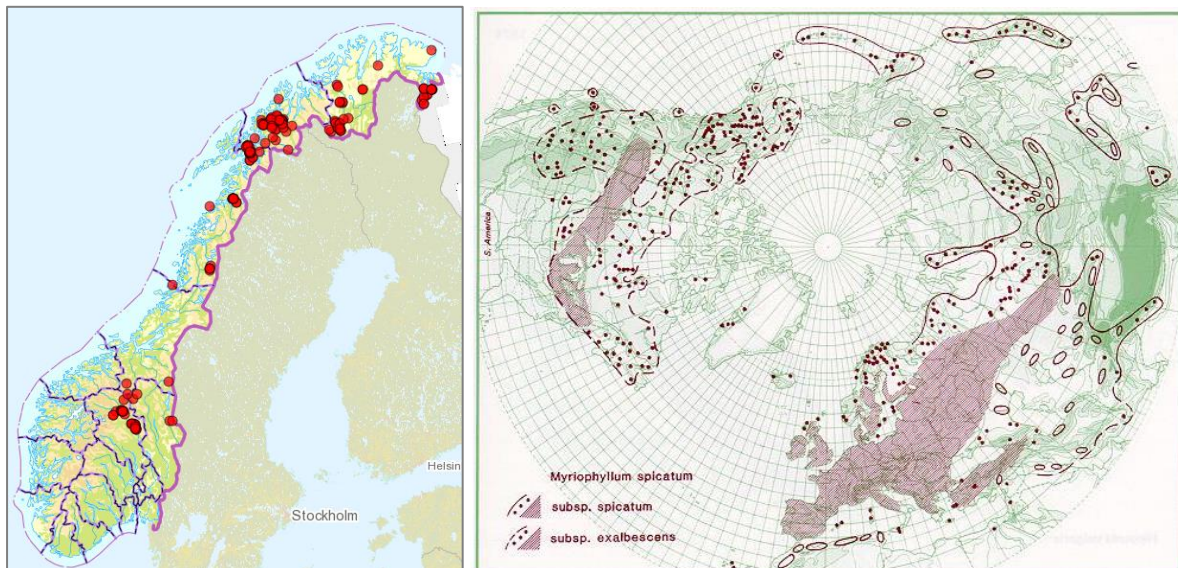 Helsin
Stockholm
S. America
Myriophyllum spicatum
subsp. spicatum
subsp. exalbescens